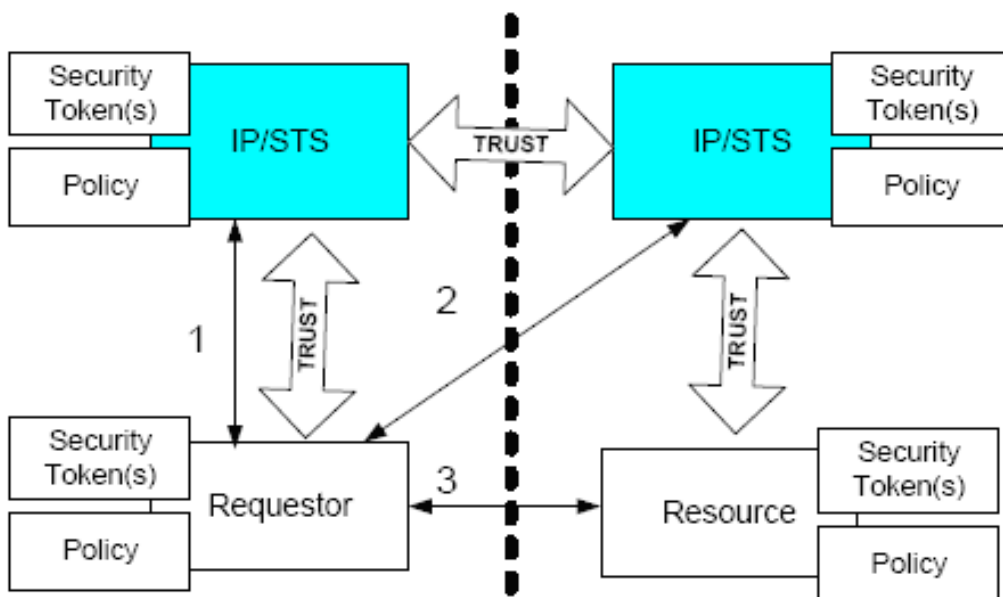 Security
Token(s)
Policy
IP/STS
TRUST
IP/STS
Security
Token(s)
Policy
1
TRUST
2
TRUST
Security
Token(s)
Policy
Requestor
3
Resource
Security
Token(s)
Policy